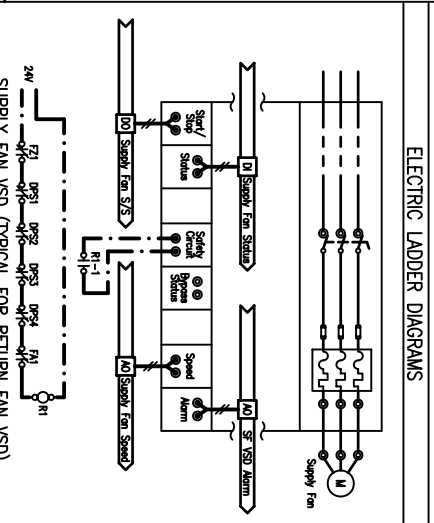 ELECTRIC LADDER DIAGRAMS
M
Supply Fan
DI
Supply Fan Status
AO
SF VSD Alarm
Start/
Stop
Status
Safety
Circuit
Bypass
Status
Speed
Alarm
DO
Supply Fan S/S
R1-1
AO
Supply Fan Speed
24V
FZ1
DPS1
DPS2
DPS3
DPS4
FA1
R1
SUPPLY FAN VSD (TYPICAL FOR RETURN FAN VSD)